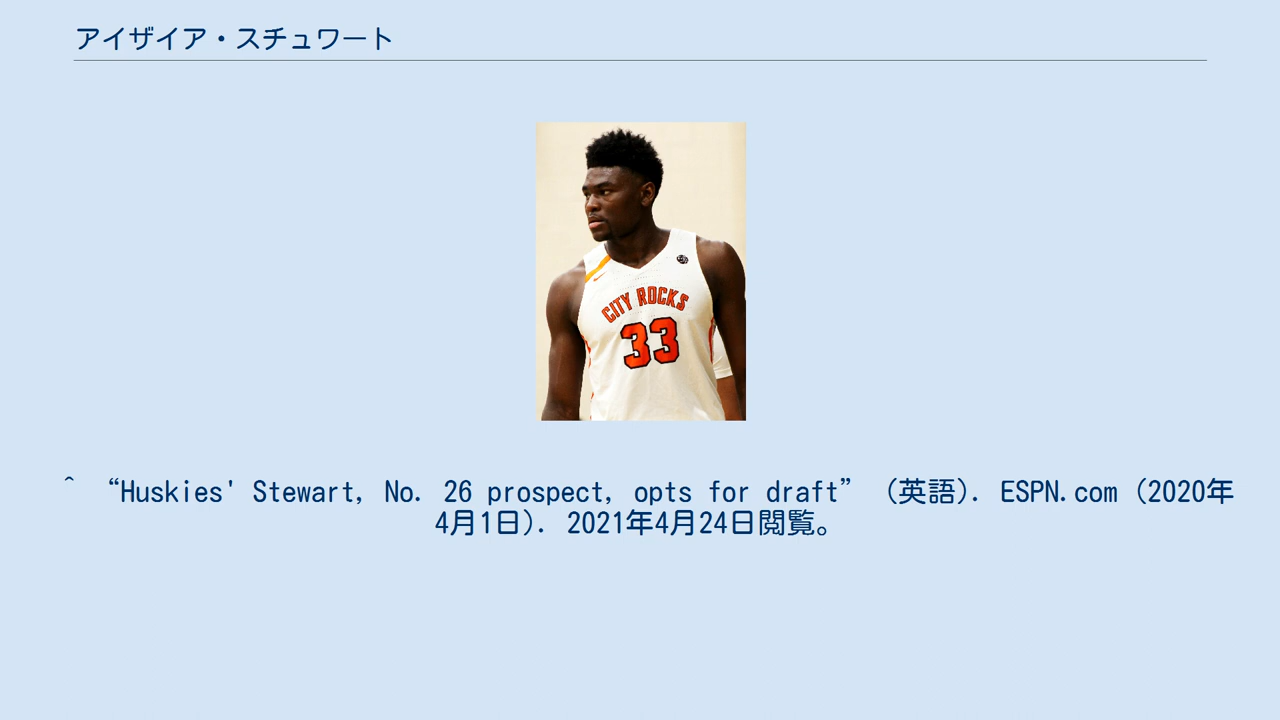 アイザイア・スチュワート
CITY ROCKS
33
^ “Huskies' Stewart, No. 26 prospect, opts for draft” (英語). ESPN.com (2020年
4月1日). 2021年4月24日閲覧。